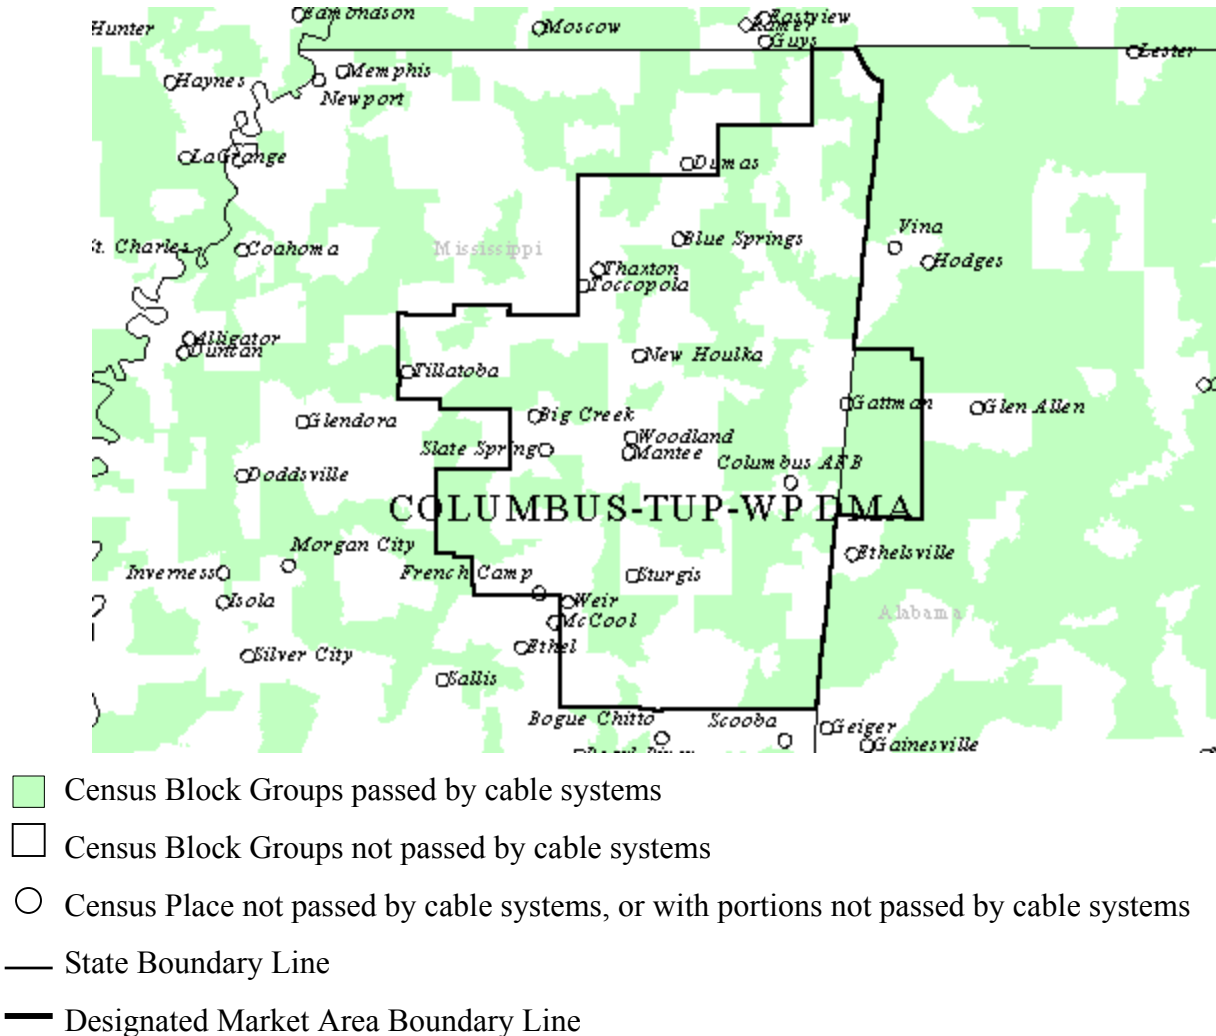 Edmondson
Hunter
Moscow
Eastview
Ramer
Guys
Lester
Haynes
Memphis
Newport
LaGrange
Dumas
Vina
St. Charles
Coahoma
Mississippi
Blue Springs
Hodges
Thaxton
Toccopola
Alligator
Duncan
New Houlka
Tillatoba
Gattman
Glen Allen
Glendora
Big Creek
Slate Spring
Woodland
Mantee
Columbus AFB
Doddsville
COLUMBUS-TUP-WP DMA
Morgan City
Ethelsville
Inverness
French Camp
Sturgis
Isola
Weir
McCool
Alabama
Ethel
Silver City
Sallis
Bogue Chitto
Scooba
Geiger
Gainesville
Census Block Groups passed by cable systems
Census Block Groups not passed by cable systems
Census Place not passed by cable systems, or with portions not passed by cable systems
State Boundary Line
Designated Market Area Boundary Line